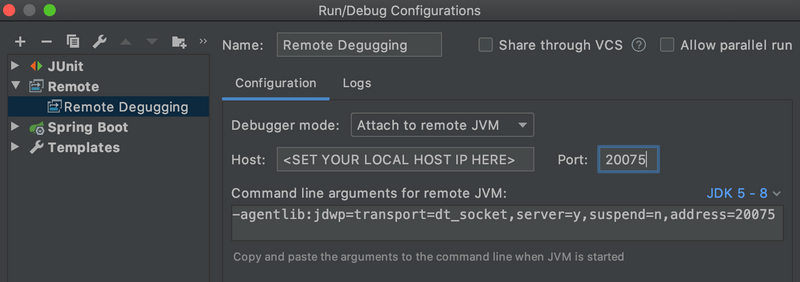 Run/Debug Configurations
Name: Remote Degugging Share through VCS ? Allow parallel run
JUnit
Remote
Remote Degugging
Spring Boot
Templates
Configuration Logs
Debugger mode: Attach to remote JVM
Host: <SET YOUR LOCAL HOST IP HERE> Port: 20075
Command line arguments for remote JVM: JDK 5 - 8
-agentlib:jdwp=transport=dt_socket,server=y,suspend=n,address=20075
Copy and paste the arguments to the command line when JVM is started